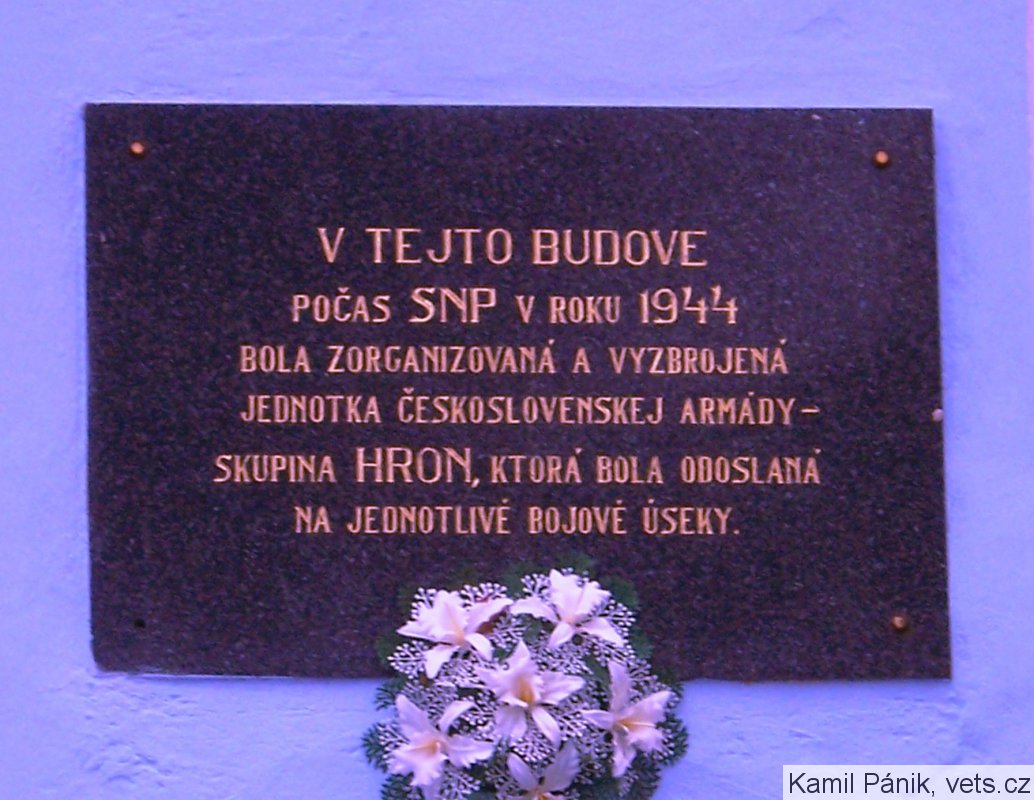 V TEJTO BUDOVE
POČAS SNP V ROKU 1944
BOLA ZORGANIZOVANÁ A VYZBROJENÁ
JEDNOTKA ČESKOSLOVENSKEJ ARMÁDY-
SKUPINA HRON, KTORÁ BOLA ODOSLANÁ
NA JEDNOTLIVÉ BOJOVÉ ÚSEKY.
Kamil Pánik, vets.cz